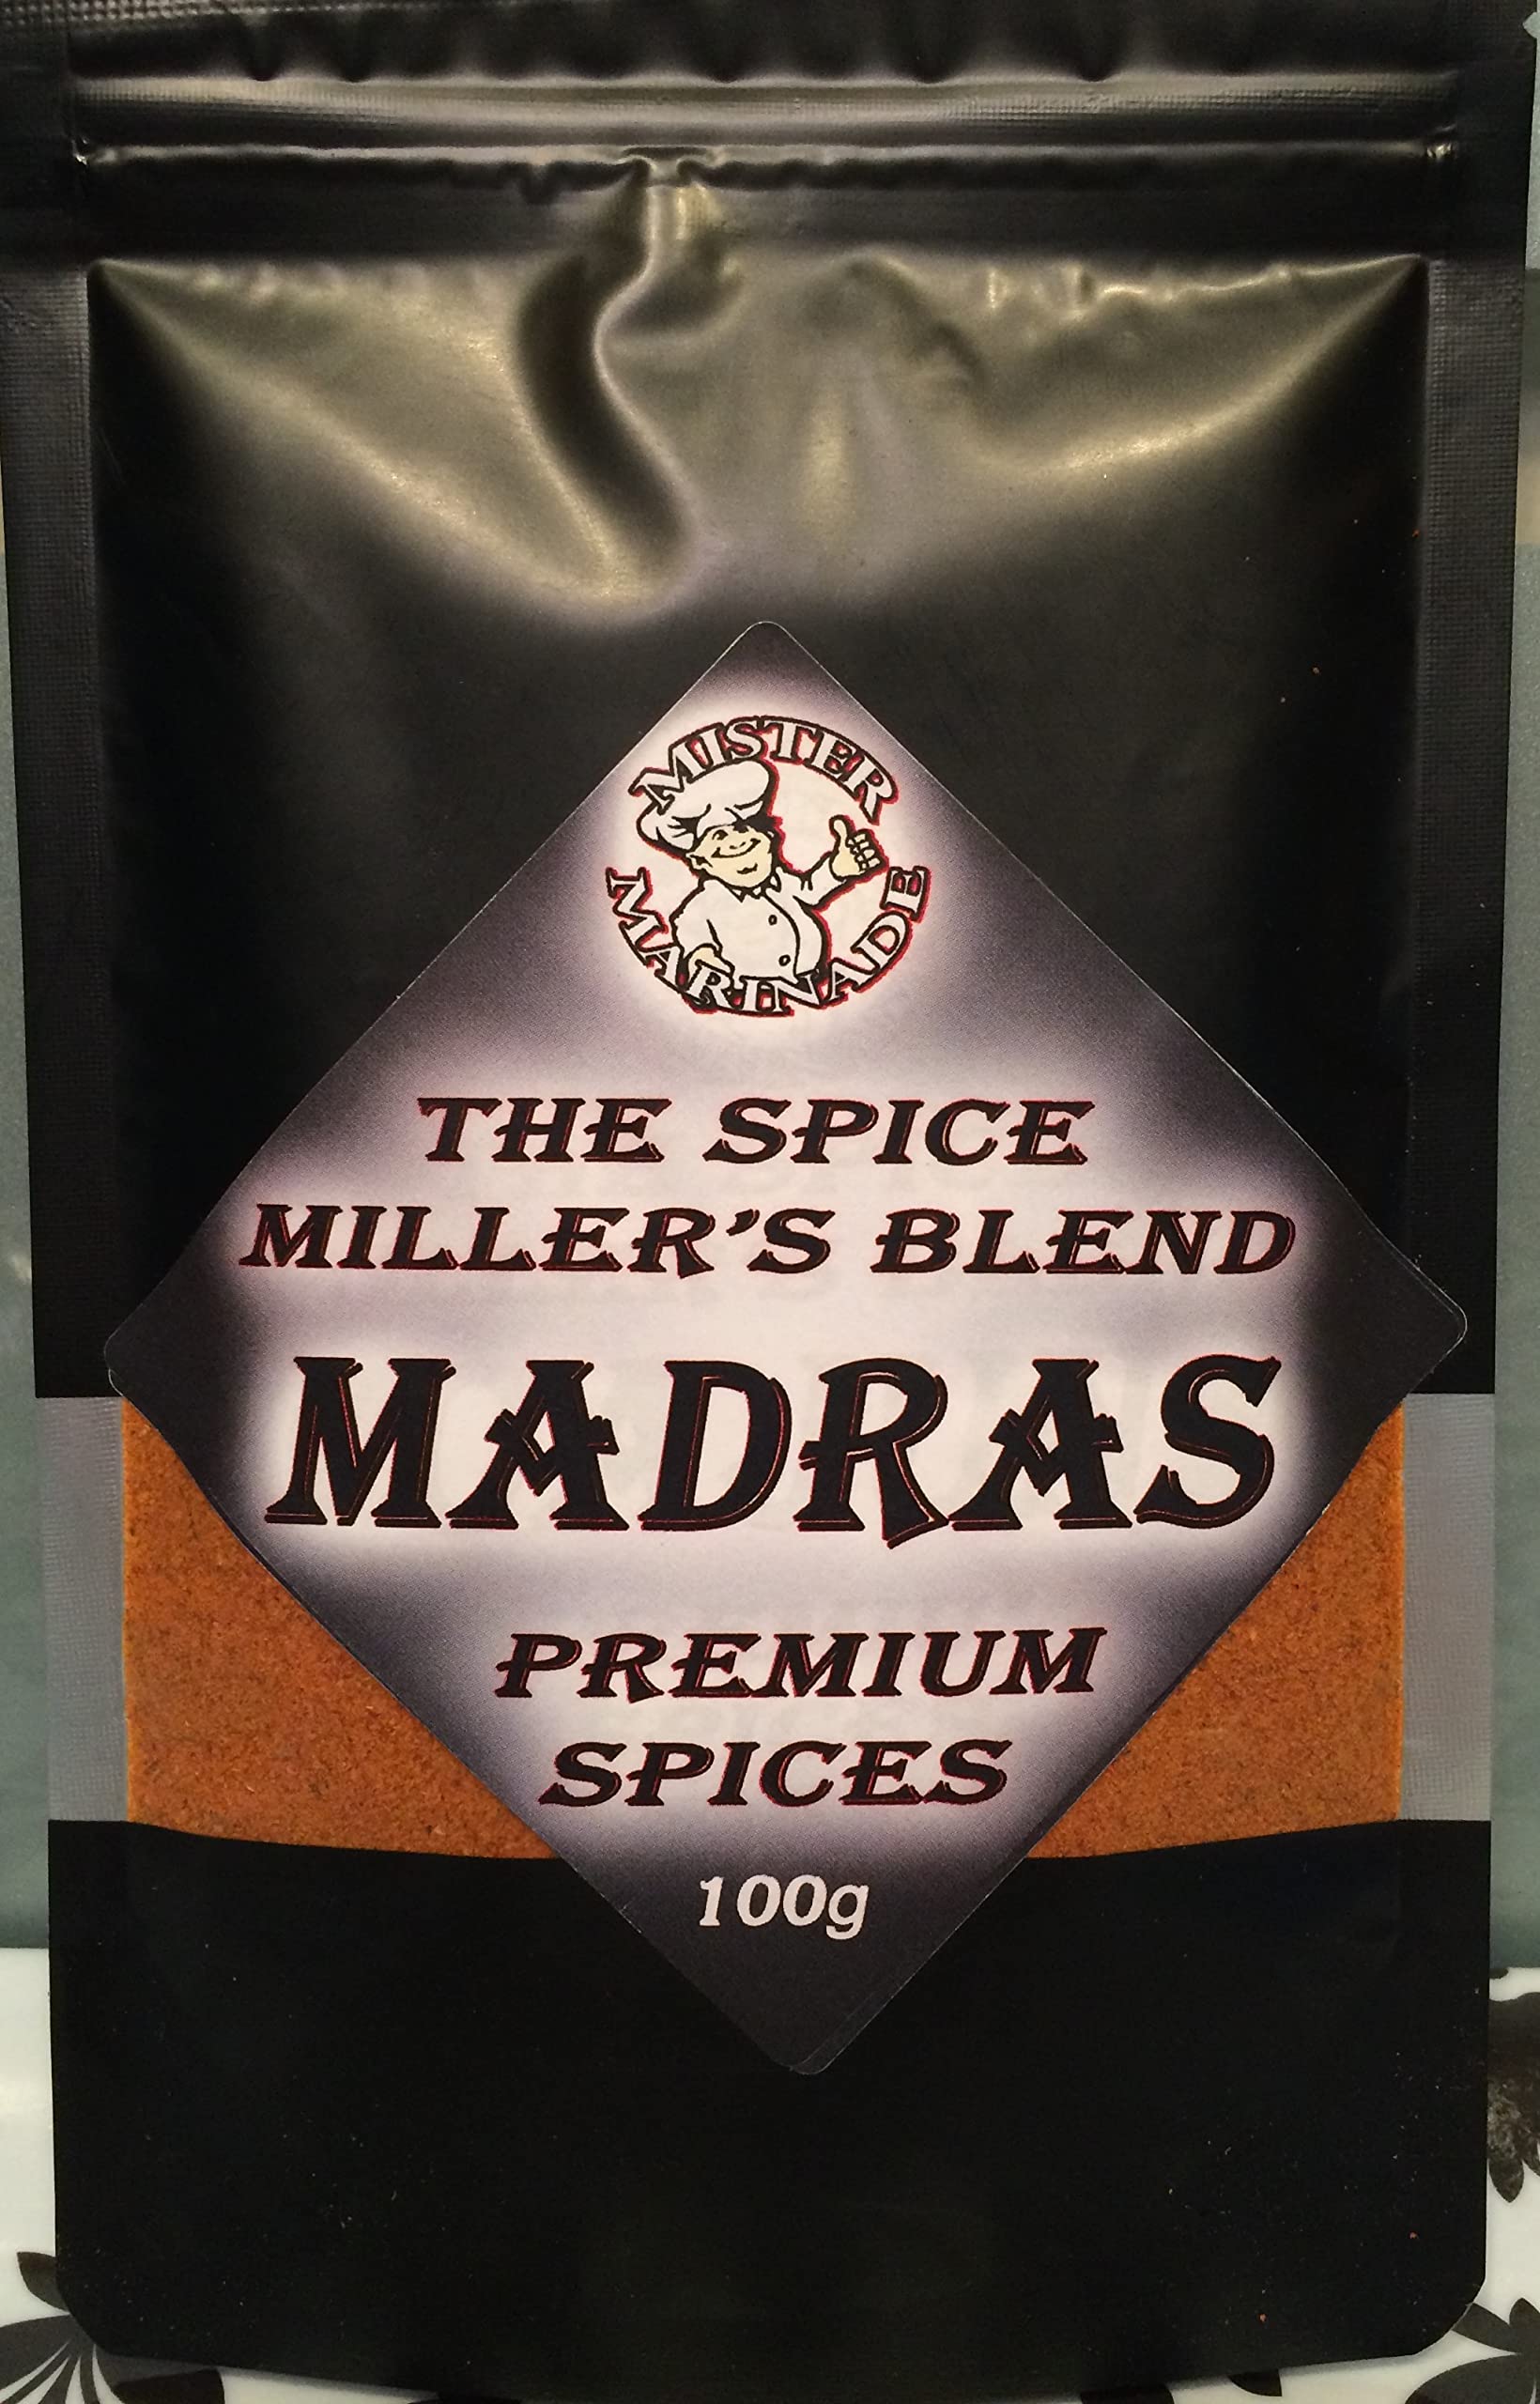 MISTER
MARINADE
THE SPICE
MILLER'S BLEND
MADRAS
PREMIUM
SPICES
100g